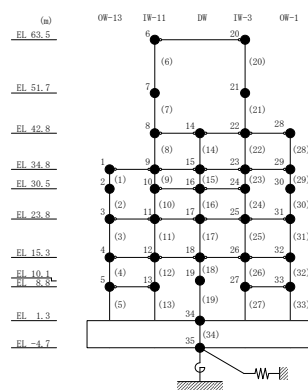 (m) OW-13 IW-11 DW IW-3 OW-1
EL 63.5 6 20
(6) (20)
EL 51.7 7 21
(7) (21)
EL 42.8 8 14 22 28
(8) (14) (22) (28)
EL 34.8 1 9 15 23 29
(1) (9) (15) (23) (29)
EL 30.5 2 10 16 24 30
(2) (10) (16) (24) (30)
EL 23.8 3 11 17 25 31
(3) (11) (17) (25) (31)
EL 15.3 4 12 18 26 32
(4) (12) (18) (26) (32)
EL 10.1 19
EL 8.8 5 13 27 33
(5) (13) (19) (27) (33)
EL 1.3 34
(34)
EL -4.7 35